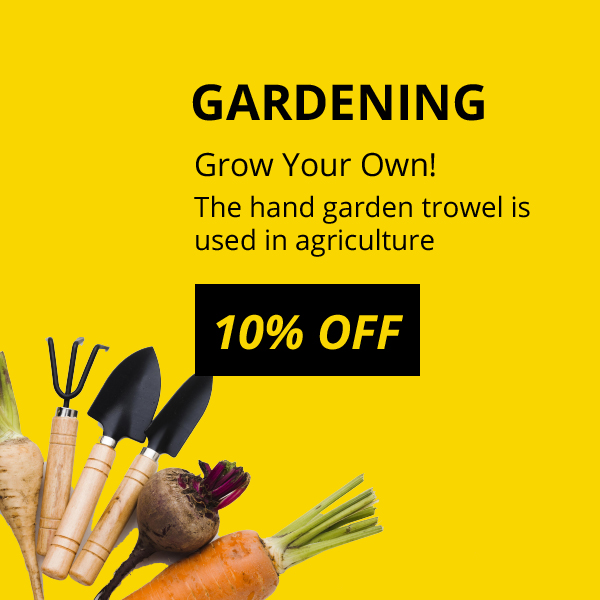 GARDENING
Grow Your Own!
The hand garden trowel is
used in agriculture
10% OFF